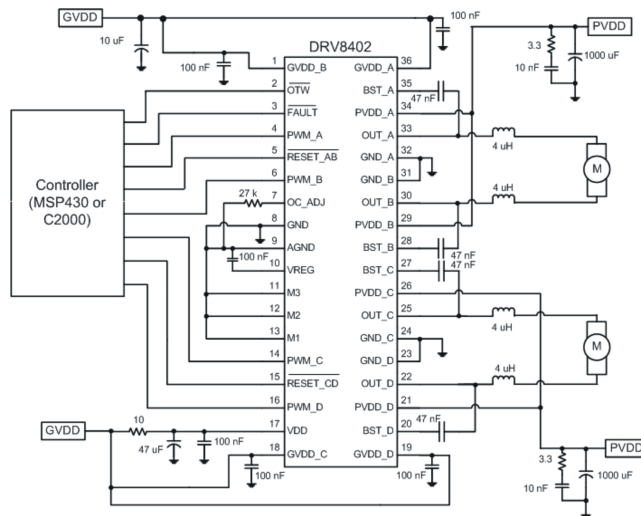 GVDD
PVDD
100 nF
10 uF
100 nF
DRV8402
3.3
10 nF
1000 uF
1 GVDD_B GVDD_A 36
2 OTW BST_A 35
47 nF
3 FAULT PVDD_A 34
4 PWM_A OUT_A 33
4 uH
5 RESET_AB GND_A 32
M
6 PWM_B GND_B 31
Controller
(MSP430 or
C2000)
27 k
4 uH
7 OC_ADJ OUT_B 30
8 GND PVDD_B 29
9 AGND BST_B 28
100 nF
47 nF
47 nF
10 VREG BST_C 27
11 M3 PVDD_C 26
12 M2 OUT_C 25
4 uH
13 M1 GND_C 24
M
14 PWM_C GND_D 23
4 uH
15 RESET_CD OUT_D 22
16 PWM_D PVDD_D 21
47 nF
GVDD
10
17 VDD BST_D 20
47 uF
100 nF
18 GVDD_C GVDD_D 19
100 nF
100 nF
PVDD
3.3
10 nF
1000 uF